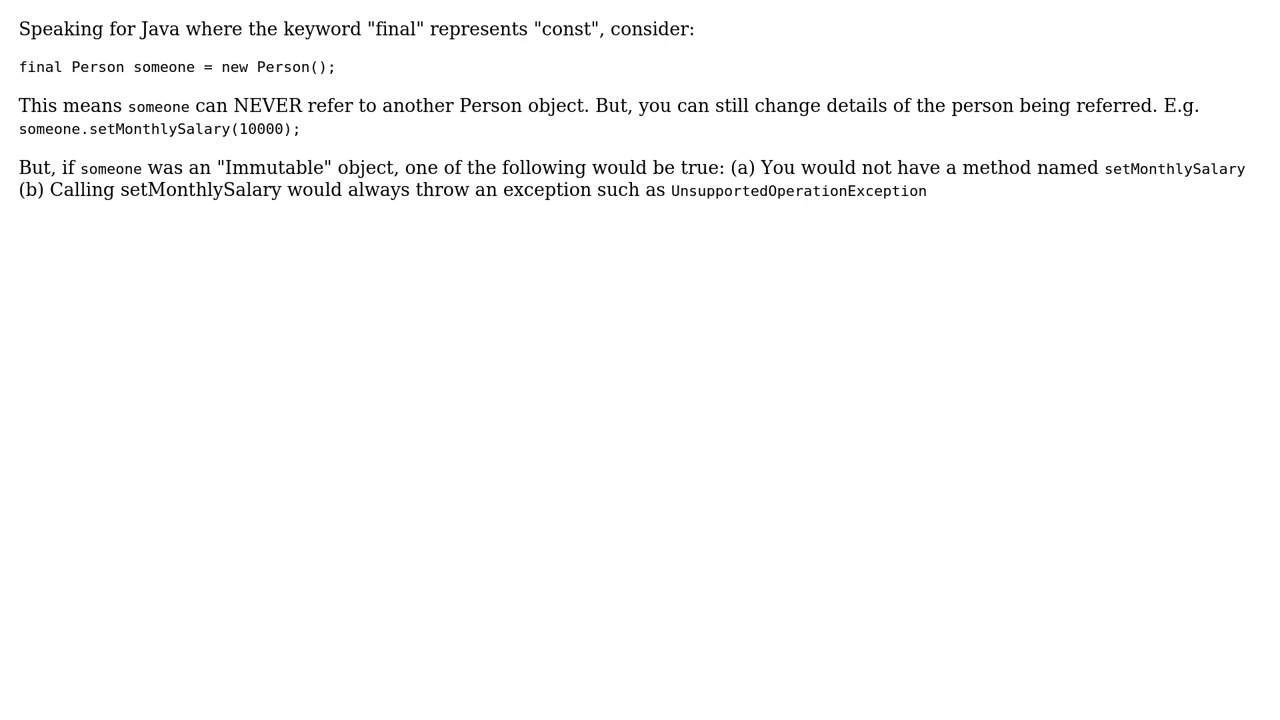 Speaking for Java where the keyword "final" represents "const", consider:
final Person someone = new Person();
This means someone can NEVER refer to another Person object. But, you can still change details of the person being referred. E.g.
someone.setMonthlySalary(10000);
But, if someone was an "Immutable" object, one of the following would be true: (a) You would not have a method named setMonthlySalary
(b) Calling setMonthlySalary would always throw an exception such as UnsupportedOperationException